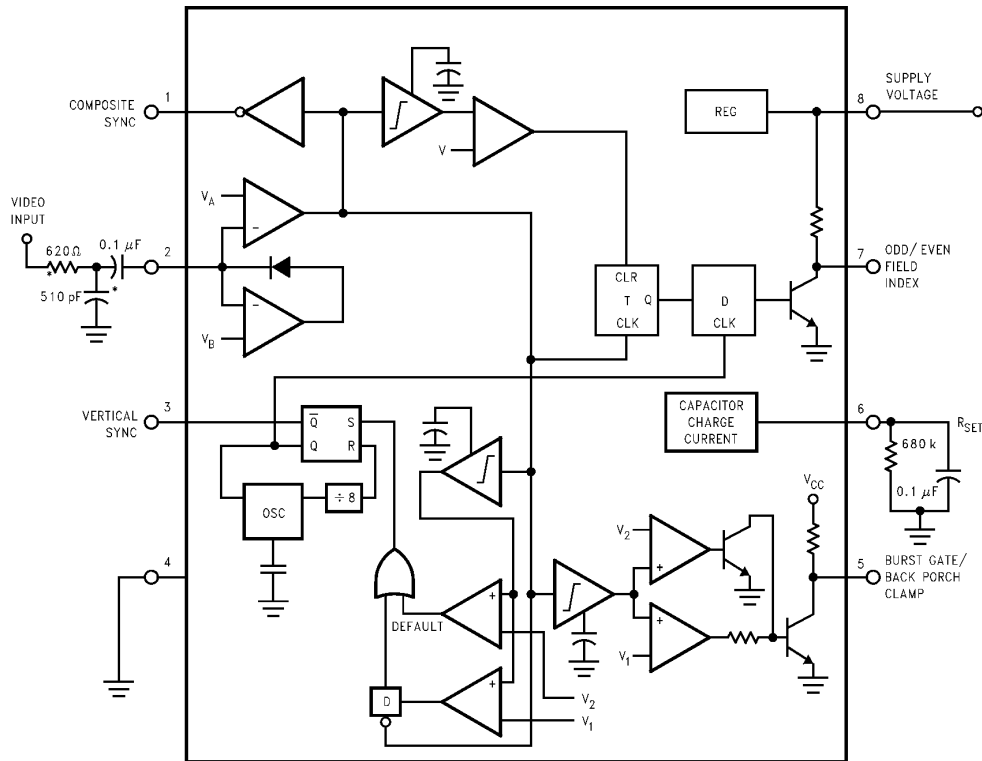 COMPOSITE
SYNC
1
V
REG
8
SUPPLY
VOLTAGE
VIDEO
INPUT
620Ω
*
0.1 μF
*
510 pF
2
V_A
V_B
CLR
T Q
CLK
D
CLK
7
ODD/EVEN
FIELD
INDEX
VERTICAL
SYNC
3
Q̅ S
Q R
OSC
÷8
CAPACITOR
CHARGE
CURRENT
6
R_SET
680 k
0.1 μF
V_CC
4
DEFAULT
+
+
D
V_2
V_1
V_2
+
+
V_1
5
BURST GATE/
BACK PORCH
CLAMP